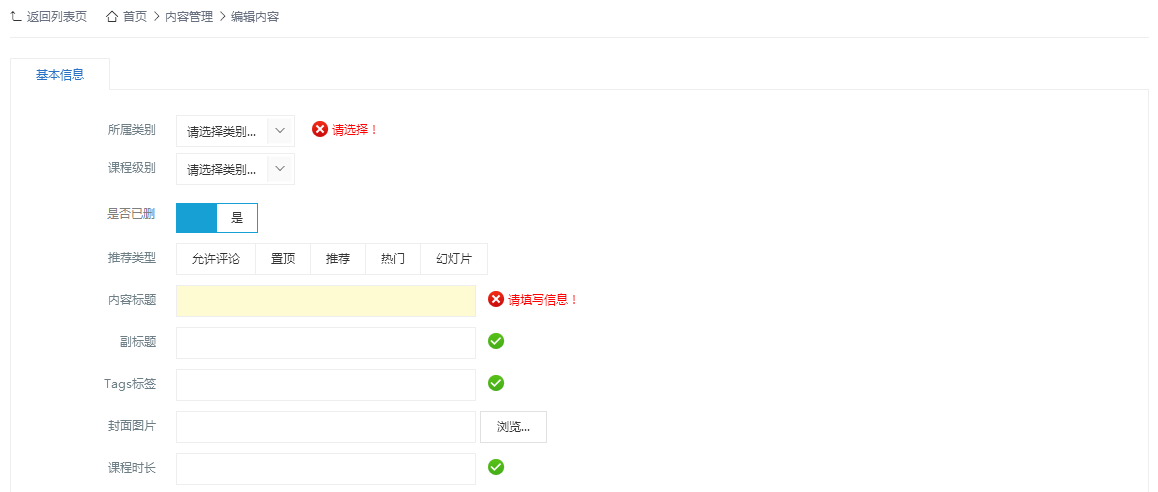 返回列表页 首页 内容管理 编辑内容
基本信息
所属类别 请选择类别... 请选择！
课程级别 请选择类别...
是否已删 是
推荐类型 允许评论 置顶 推荐 热门 幻灯片
内容标题 请填写信息！
副标题
Tags标签
封面图片 浏览...
课程时长